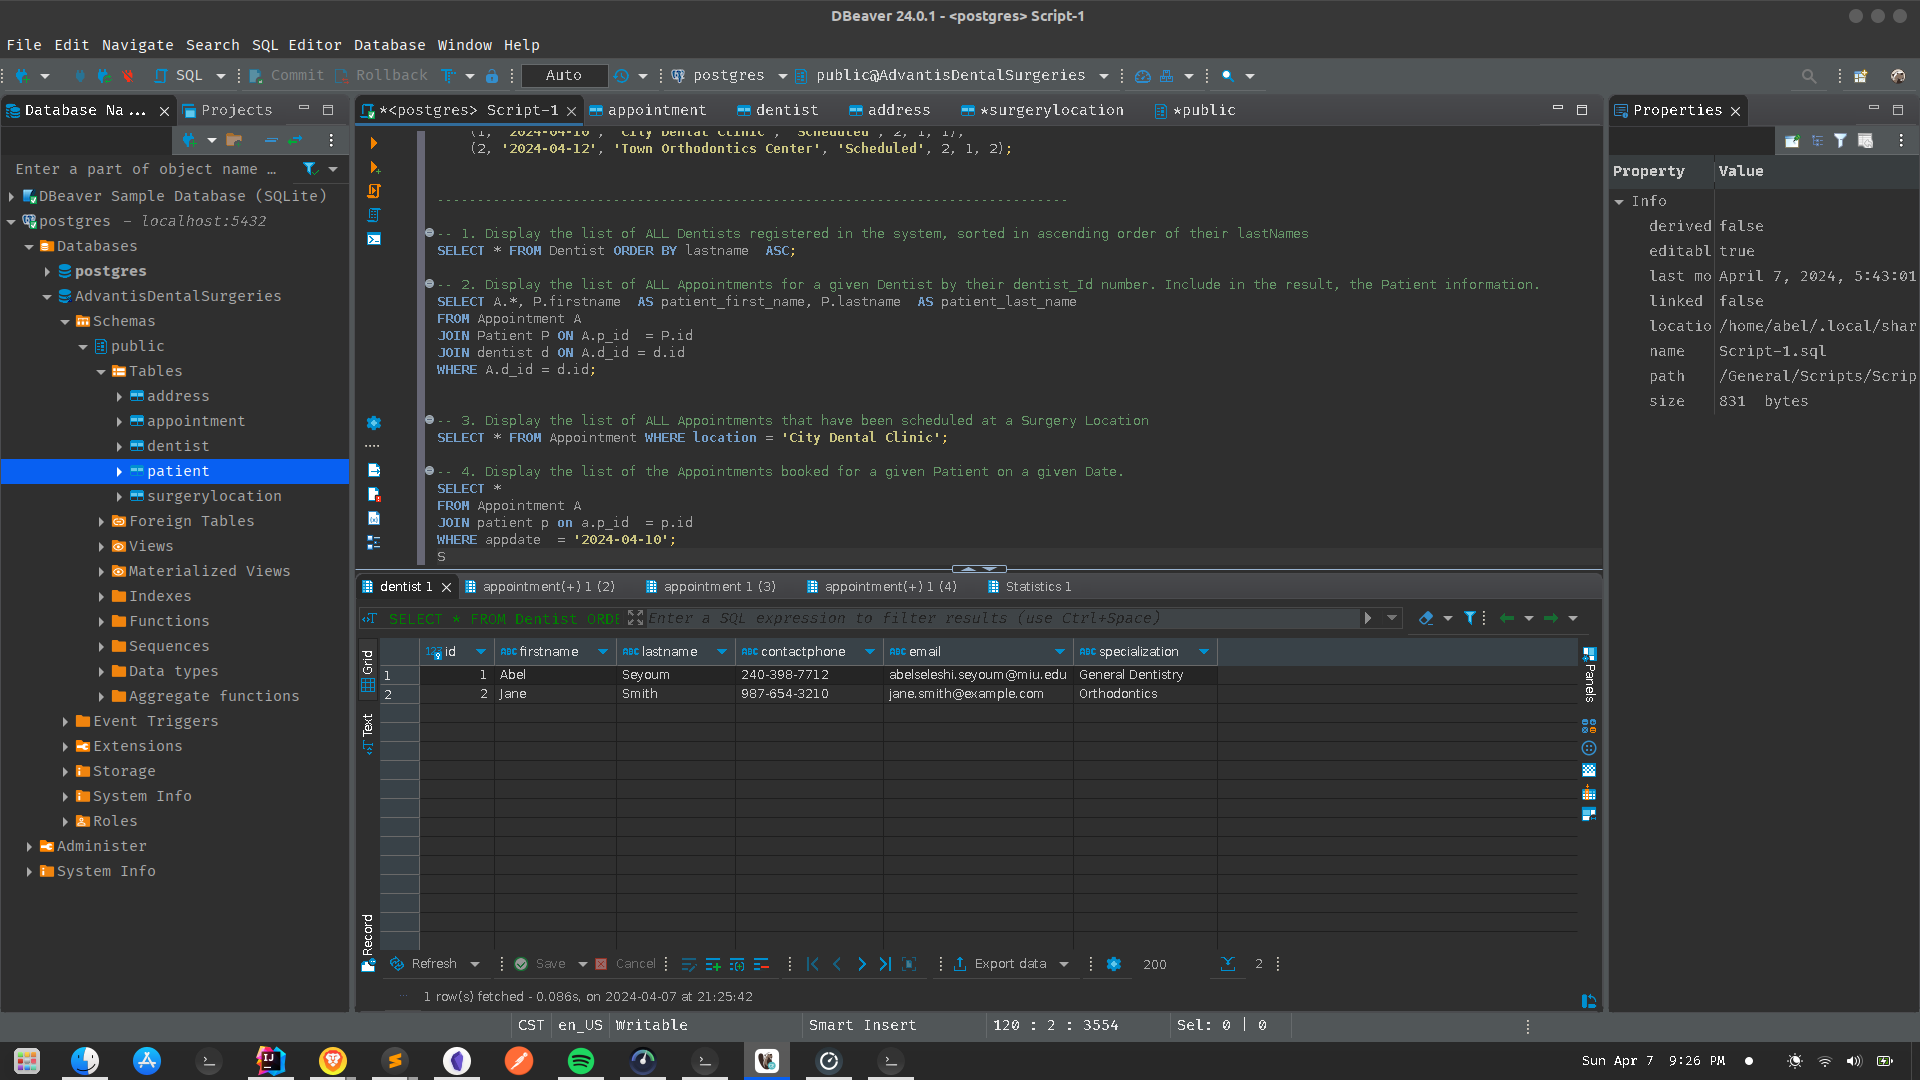 DBeaver 24.0.1 - <postgres> Script-1
File Edit Navigate Search SQL Editor Database Window Help
SQL Commit Rollback Auto postgres public@AdvantisDentalSurgeries
Database Na ... Projects
*<postgres> Script-1 appointment dentist address *surgerylocation *public
Properties
Enter a part of object name ...
DBeaver Sample Database (SQLite)
postgres - localhost:5432
Databases
postgres
AdvantisDentalSurgeries
Schemas
public
Tables
address
appointment
dentist
patient
surgerylocation
Foreign Tables
Views
Materialized Views
Indexes
Functions
Sequences
Data types
Aggregate functions
Event Triggers
Extensions
Storage
System Info
Roles
Administer
System Info
(1, '2024-04-10', 'City Dental Clinic', 'Scheduled', 2, 1, 1),
(2, '2024-04-12', 'Town Orthodontics Center', 'Scheduled', 2, 1, 2);
-- 1. Display the list of ALL Dentists registered in the system, sorted in ascending order of their lastNames
SELECT * FROM Dentist ORDER BY lastname  ASC;
-- 2. Display the list of ALL Appointments for a given Dentist by their dentist_Id number. Include in the result, the Patient information.
SELECT A.*, P.firstname  AS patient_first_name, P.lastname  AS patient_last_name
FROM Appointment A
JOIN Patient P ON A.p_id  = P.id
JOIN dentist d ON A.d_id = d.id
WHERE A.d_id = d.id;
-- 3. Display the list of ALL Appointments that have been scheduled at a Surgery Location
SELECT * FROM Appointment WHERE location = 'City Dental Clinic';
-- 4. Display the list of the Appointments booked for a given Patient on a given Date.
SELECT *
FROM Appointment A
JOIN patient p on a.p_id  = p.id
WHERE appdate  = '2024-04-10';
S
Property Value
Info
derived false
editabl true
last mo April 7, 2024, 5:43:01
linked false
locatio /home/abel/.local/shar
name Script-1.sql
path /General/Scripts/Scrip
size 831 bytes
dentist 1 appointment(+) 1 (2) appointment 1 (3) appointment(+) 1 (4) Statistics 1
SELECT * FROM Dentist ORDE Enter a SQL expression to filter results (use Ctrl+Space)
Grid
Text
Record
Panels
123 id ABC firstname ABC lastname ABC contactphone ABC email ABC specialization
1 1 Abel Seyoum 240-398-7712 abelseleshi.seyoum@miu.edu General Dentistry
2 2 Jane Smith 987-654-3210 jane.smith@example.com Orthodontics
Refresh Save Cancel Export data 200 2
1 row(s) fetched - 0.086s, on 2024-04-07 at 21:25:42
CST en_US Writable Smart Insert 120 : 2 : 3554 Sel: 0 | 0
Sun Apr 7 9:26 PM